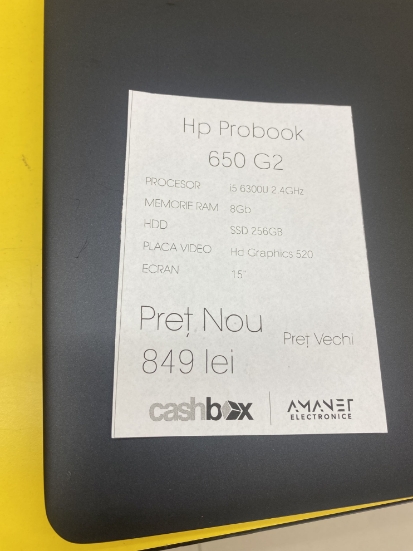 Hp Probook
650 G2
PROCESOR i5 6300U 2.4GHz
MEMORIE RAM 8Gb
HDD SSD 256GB
PLACA VIDEO Hd Graphics 520
ECRAN 15"
Preț Nou
849 lei
Preț Vechi
cashbox
AMANET
ELECTRONICE